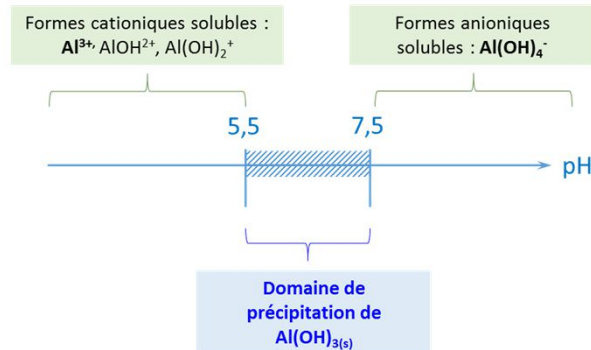 Formes cationiques solubles :
Al³⁺, AlOH²⁺, Al(OH)₂⁺
Formes anioniques
solubles : Al(OH)₄⁻
5,5
7,5
pH
Domaine de
précipitation de
Al(OH)₃₍ₛ₎